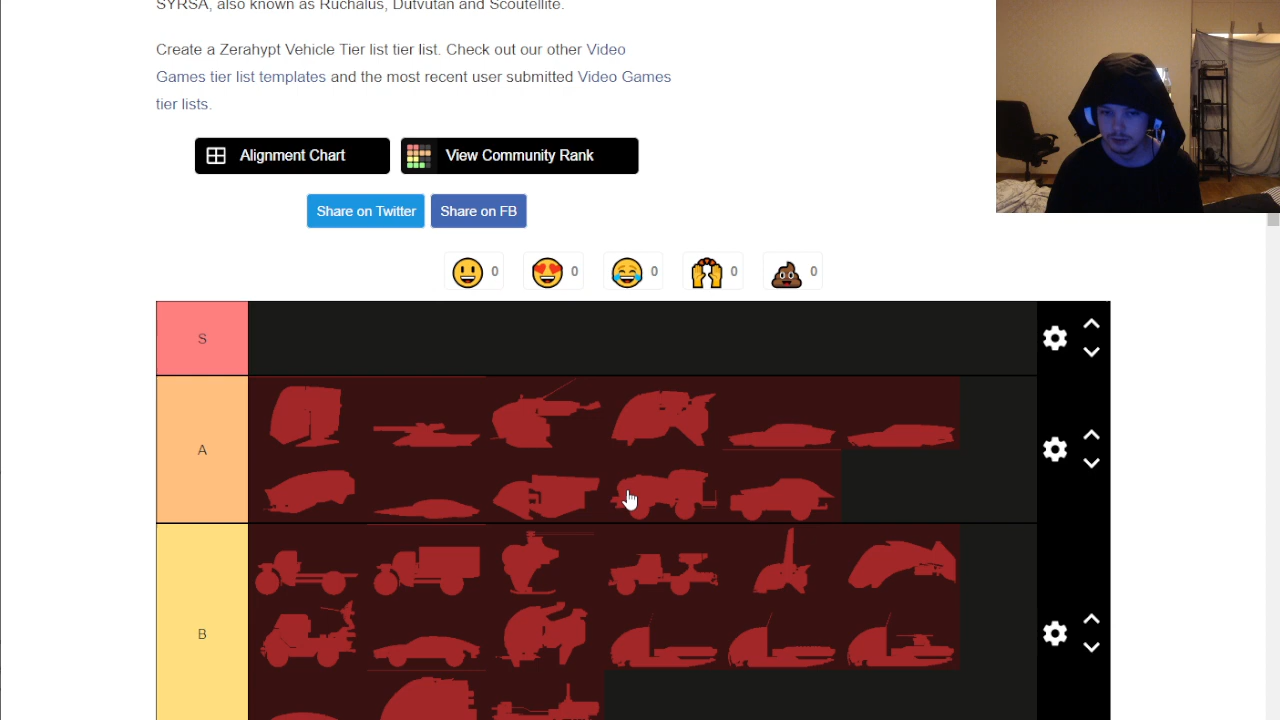 SYRSA, also known as Ruchalus, Dutvutan and Scoutellite.
Create a Zerahypt Vehicle Tier list tier list. Check out our other Video
Games tier list templates and the most recent user submitted Video Games
tier lists.
Alignment Chart
View Community Rank
Share on Twitter
Share on FB
0
0
0
0
0
S
A
B